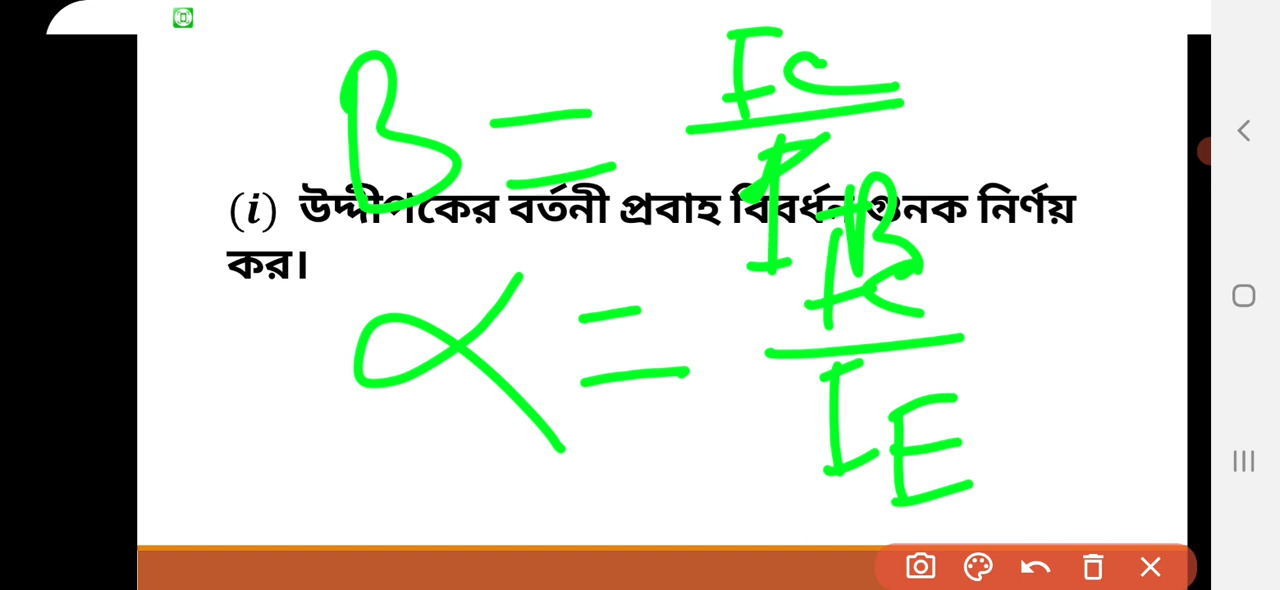 B = IC / IB
(i) উদ্দীপকের বর্তনী প্রবাহ বিবর্ধন গুনক নির্ণয়
কর।
α = IC / IE